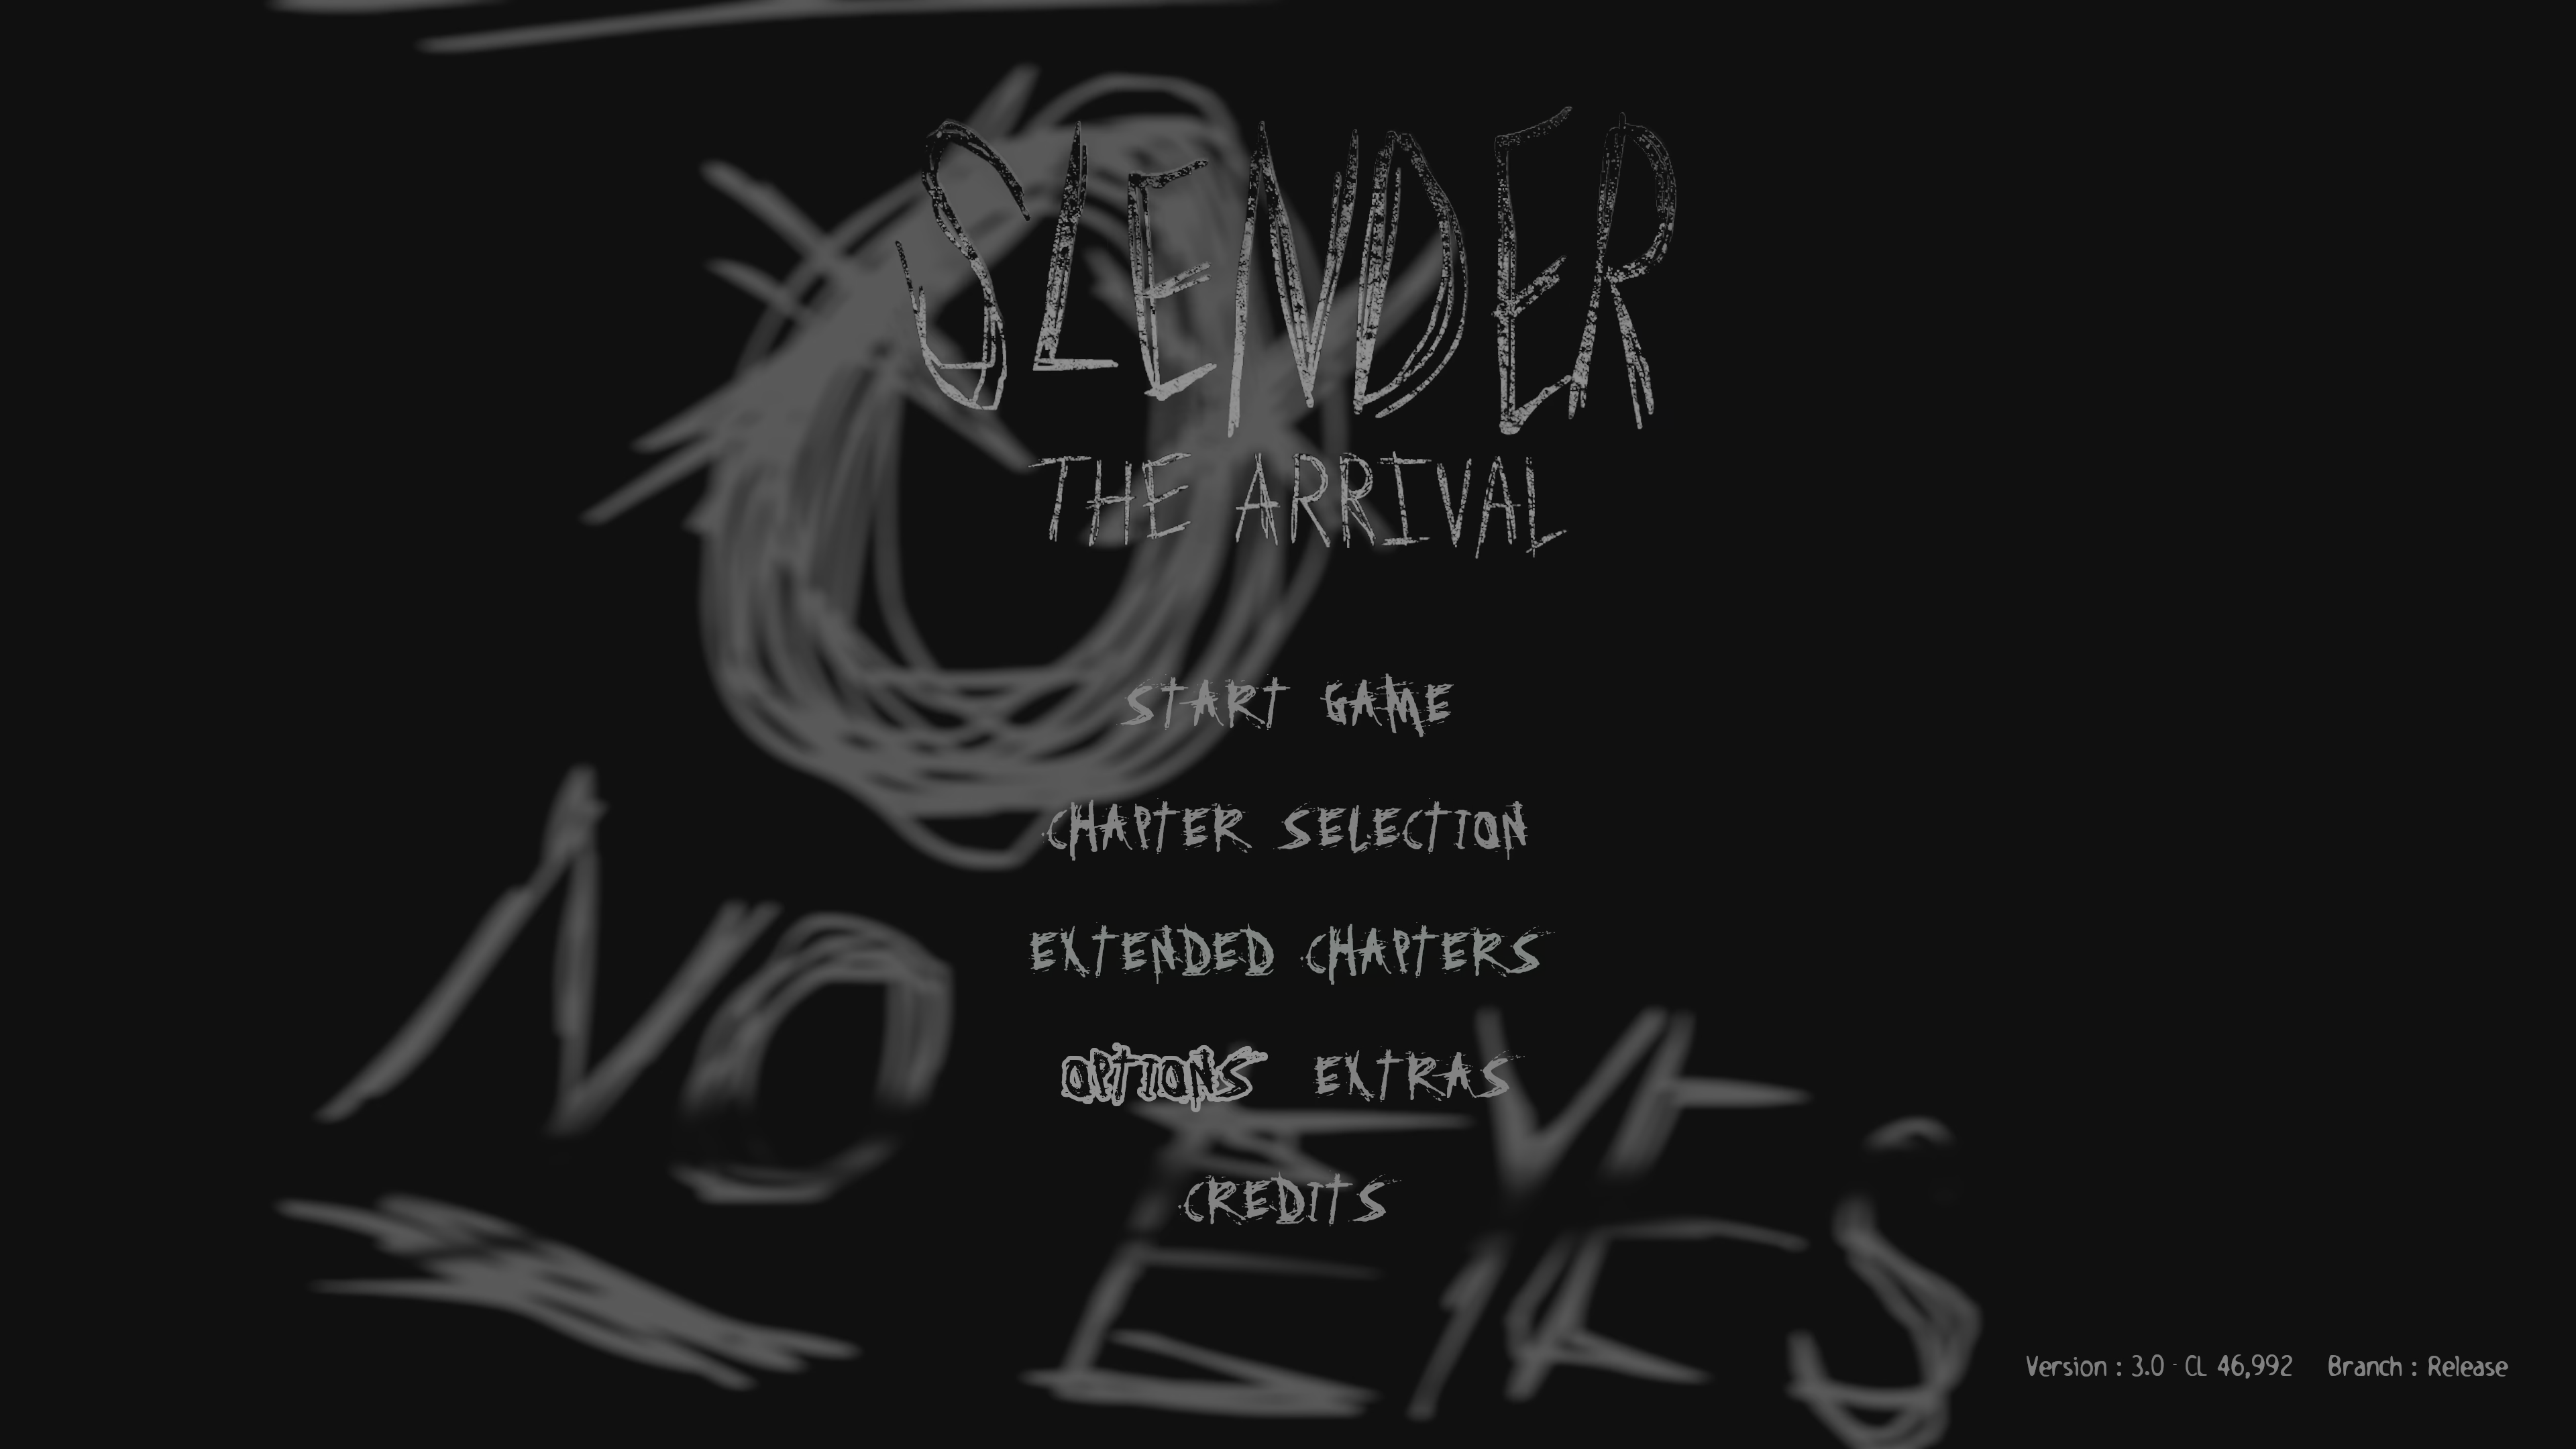 SLENDER
THE ARRIVAL
START GAME
CHAPTER SELECTION
EXTENDED CHAPTERS
OPTIONS EXTRAS
CREDITS
NO EYES
Version : 3.0 - CL 46,992 Branch : Release